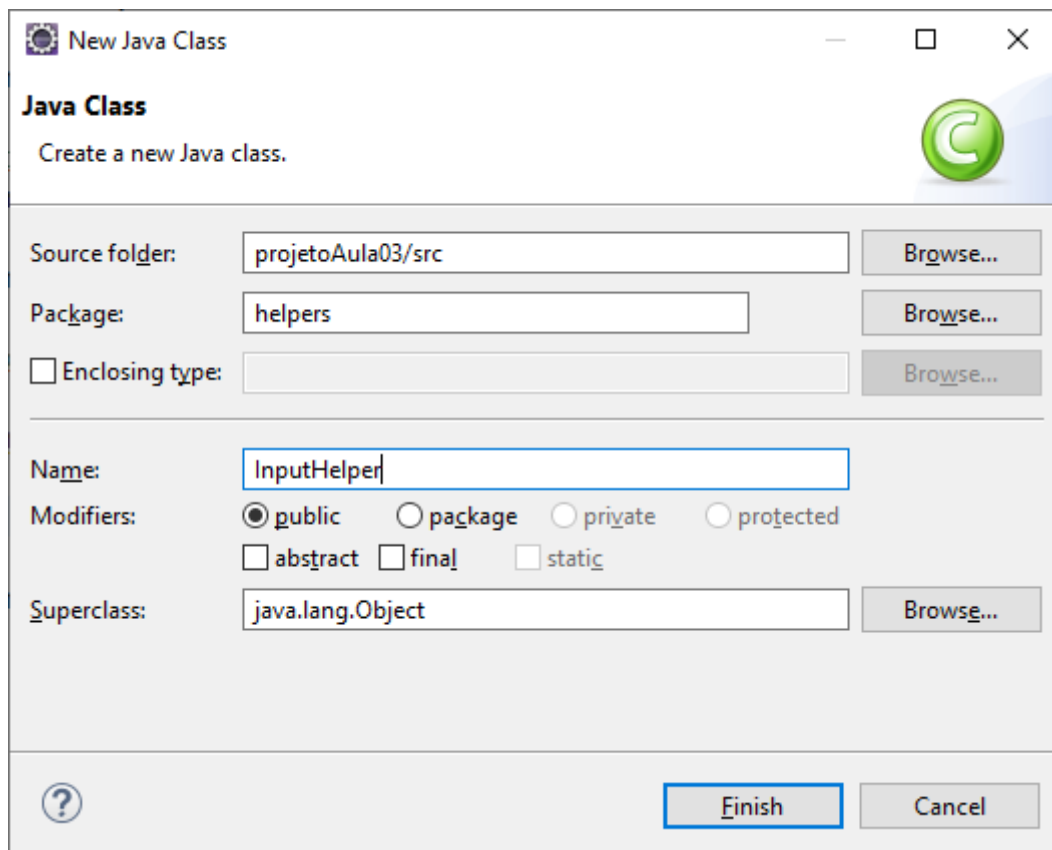 New Java Class
Java Class
Create a new Java class.
Source folder: projetoAula03/src Browse...
Package: helpers Browse...
Enclosing type: Browse...
Name: InputHelper
Modifiers: public package private protected
abstract final static
Superclass: java.lang.Object Browse...
? Finish Cancel